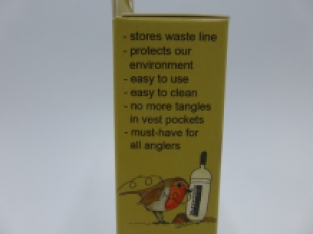 - stores waste line
- protects our
environment
- easy to use
- easy to clean
- no more tangles
in vest pockets
- must-have for
all anglers